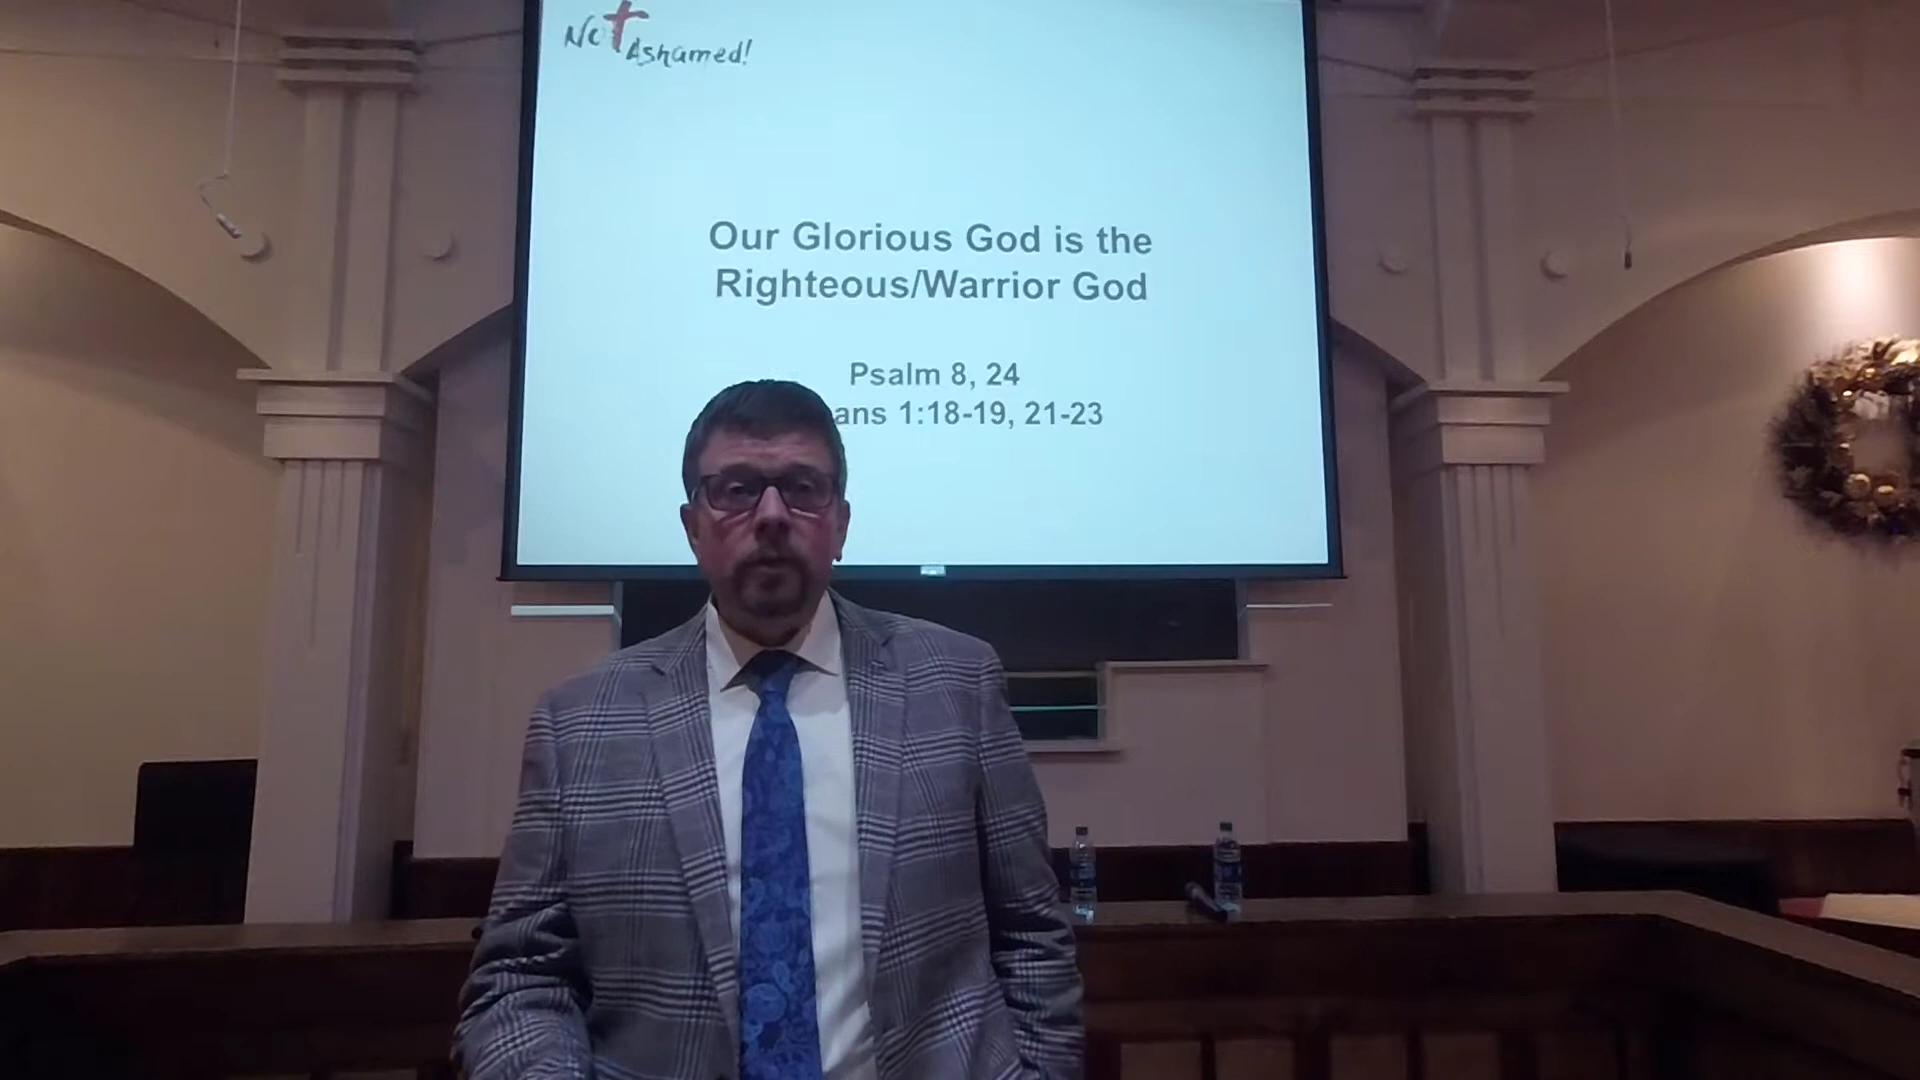 Not Ashamed!
Our Glorious God is the
Righteous/Warrior God
Psalm 8, 24
ans 1:18-19, 21-23